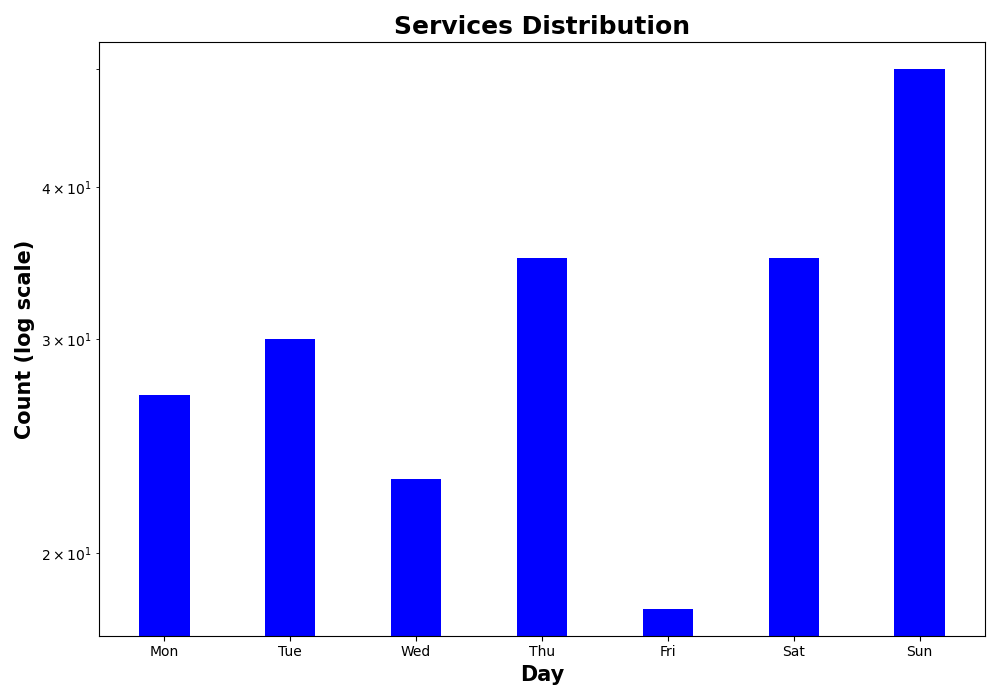 Services Distribution
Count (log scale)
4 × 10¹
3 × 10¹
2 × 10¹
Mon Tue Wed Thu Fri Sat Sun
Day